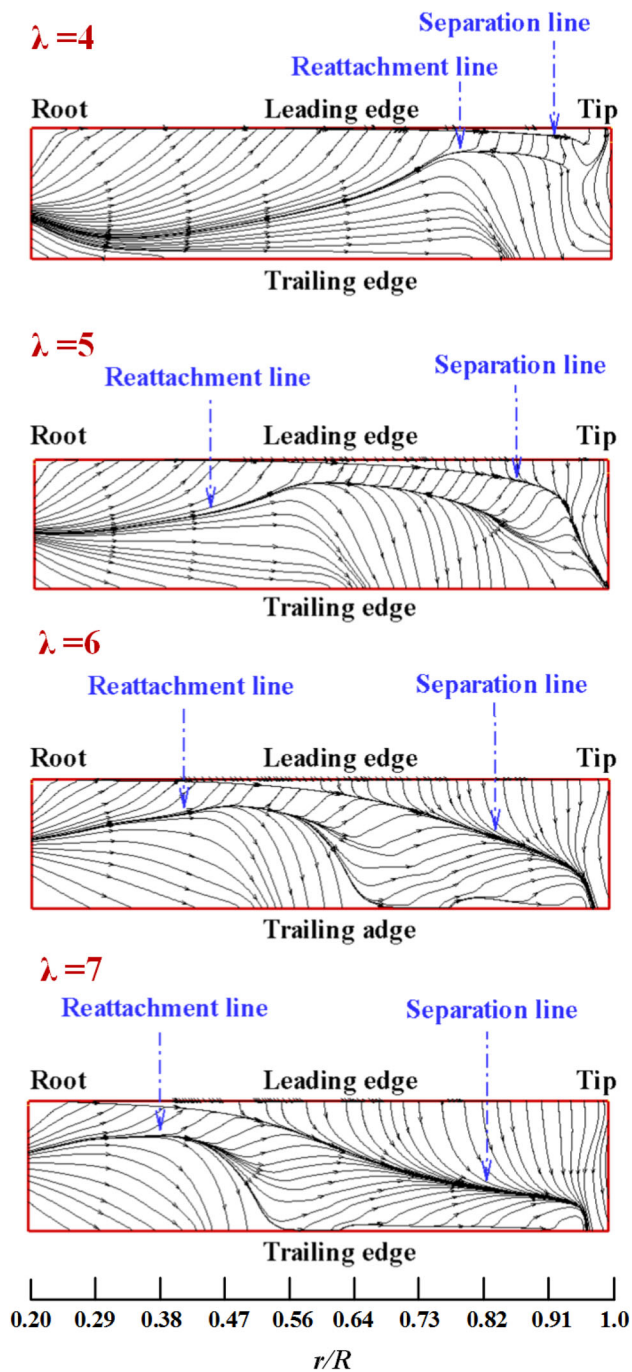 λ =4
Separation line
Reattachment line
Root Leading edge Tip
Trailing edge
λ =5
Reattachment line Separation line
Root Leading edge Tip
Trailing edge
λ =6
Reattachment line Separation line
Root Leading edge Tip
Trailing adge
λ =7
Reattachment line Separation line
Root Leading edge Tip
Trailing edge
0.20 0.29 0.38 0.47 0.56 0.64 0.73 0.82 0.91 1.0
r/R